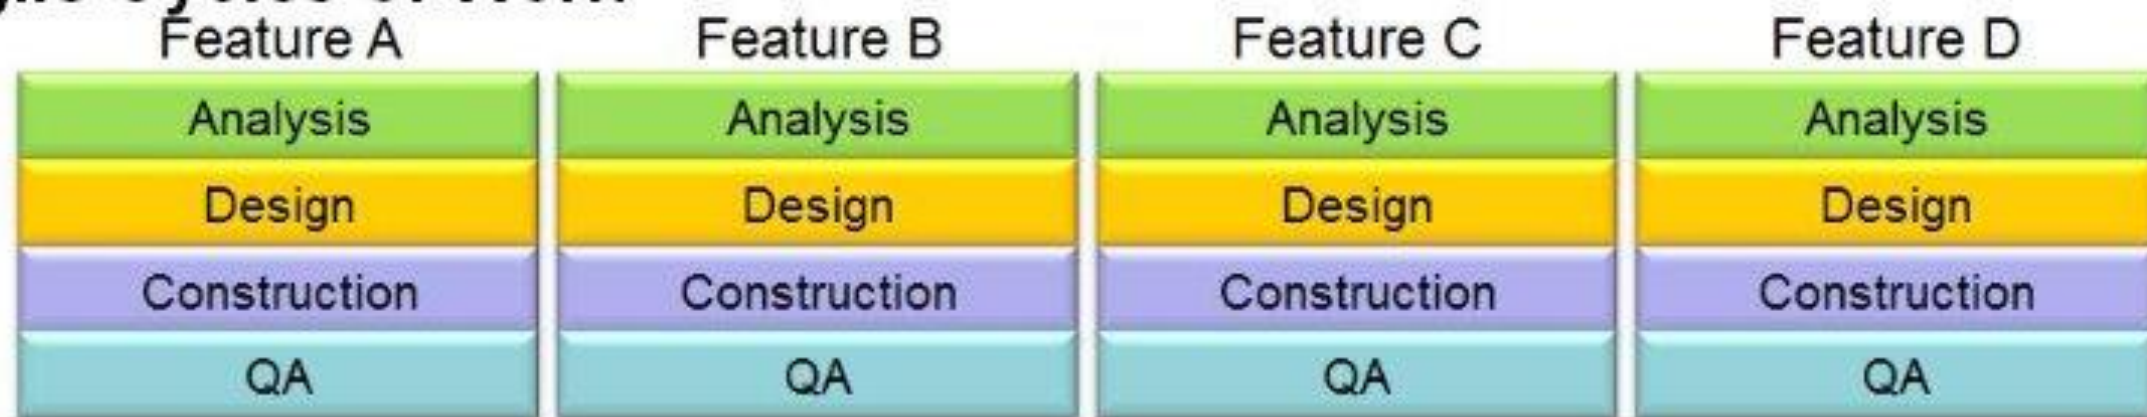 Feature A Feature B Feature C Feature D
Analysis Analysis Analysis Analysis
Design Design Design Design
Construction Construction Construction Construction
QA QA QA QA